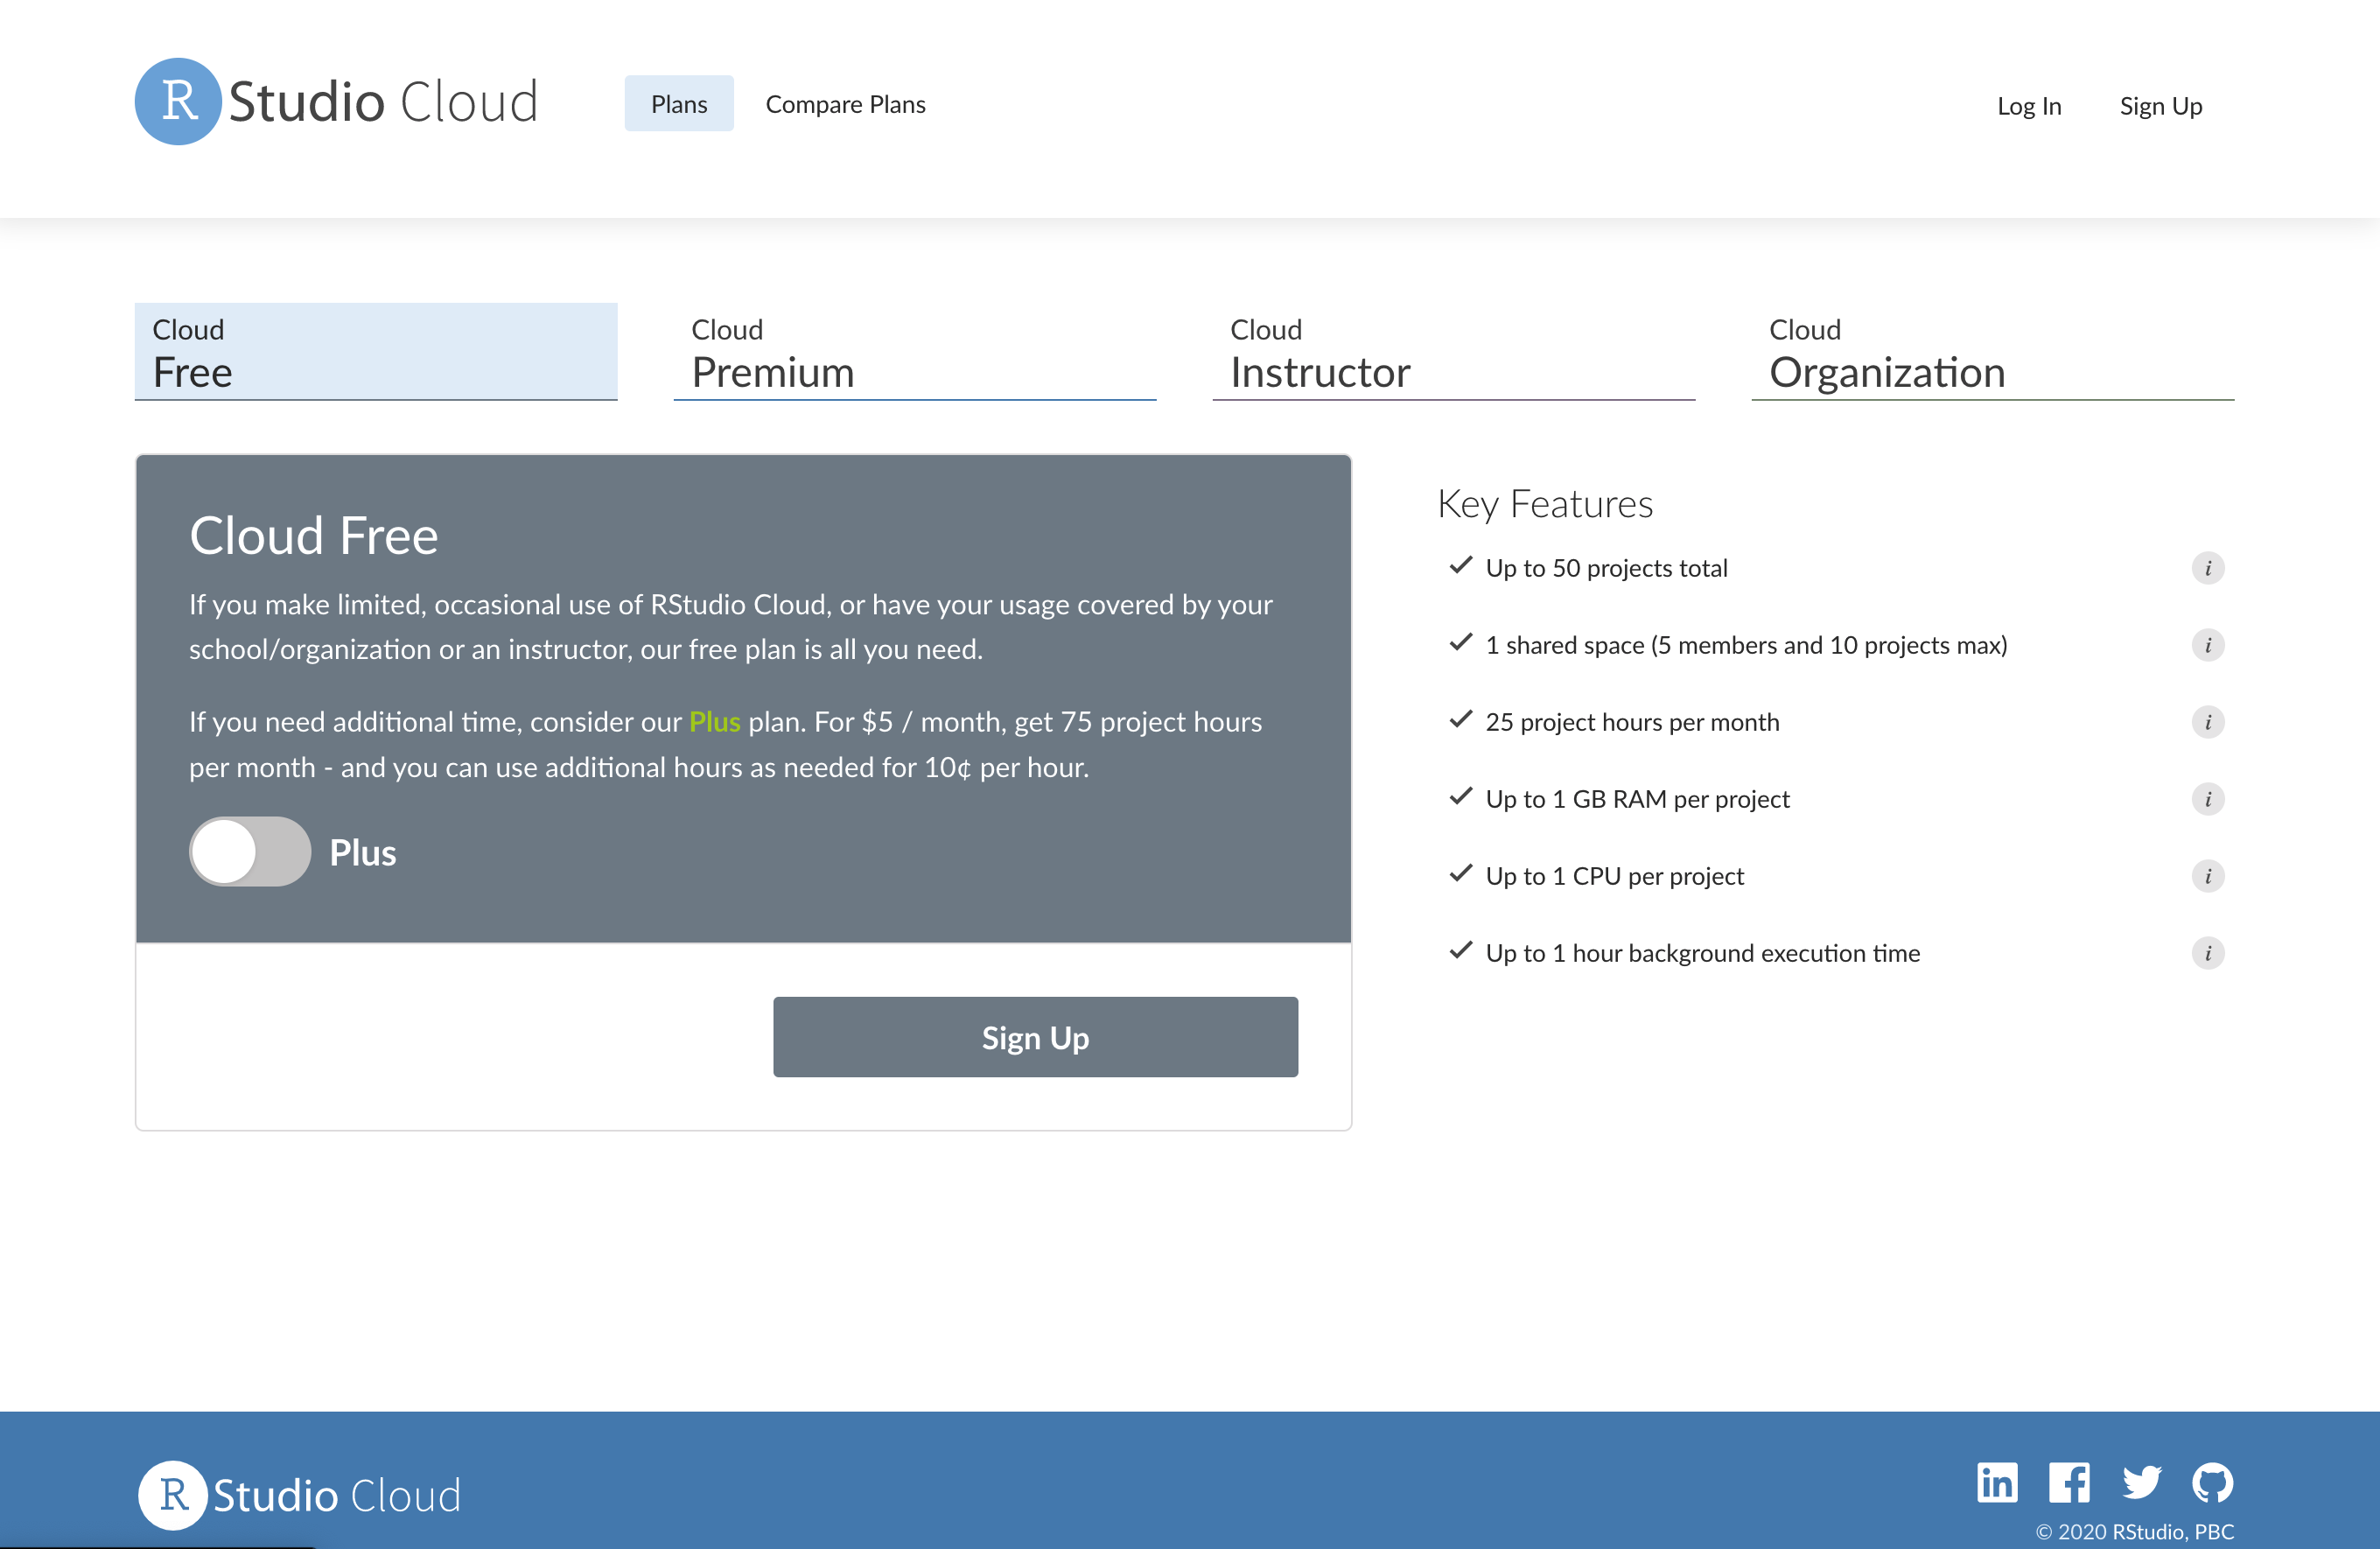 R Studio Cloud
Plans
Compare Plans
Log In
Sign Up
Cloud
Free
Cloud
Premium
Cloud
Instructor
Cloud
Organization
Cloud Free
If you make limited, occasional use of RStudio Cloud, or have your usage covered by your
school/organization or an instructor, our free plan is all you need.
If you need additional time, consider our Plus plan. For $5 / month, get 75 project hours
per month - and you can use additional hours as needed for 10¢ per hour.
Plus
Sign Up
Key Features
Up to 50 projects total
i
1 shared space (5 members and 10 projects max)
i
25 project hours per month
i
Up to 1 GB RAM per project
i
Up to 1 CPU per project
i
Up to 1 hour background execution time
i
R Studio Cloud
in
f
© 2020 RStudio, PBC